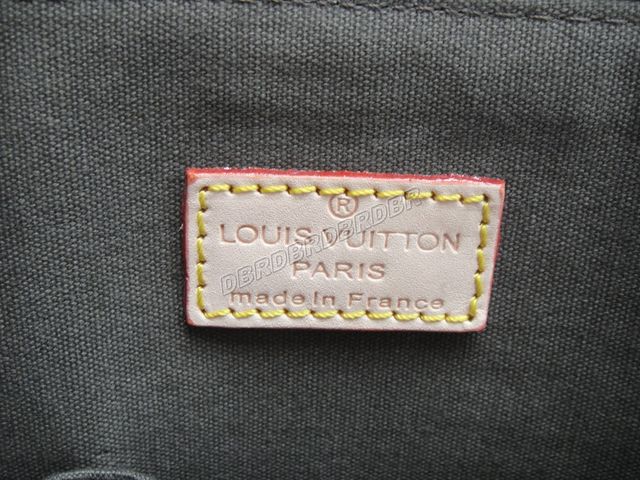 ®
LOUIS VUITTON
PARIS
made in France
DBRDBRDBRDBR